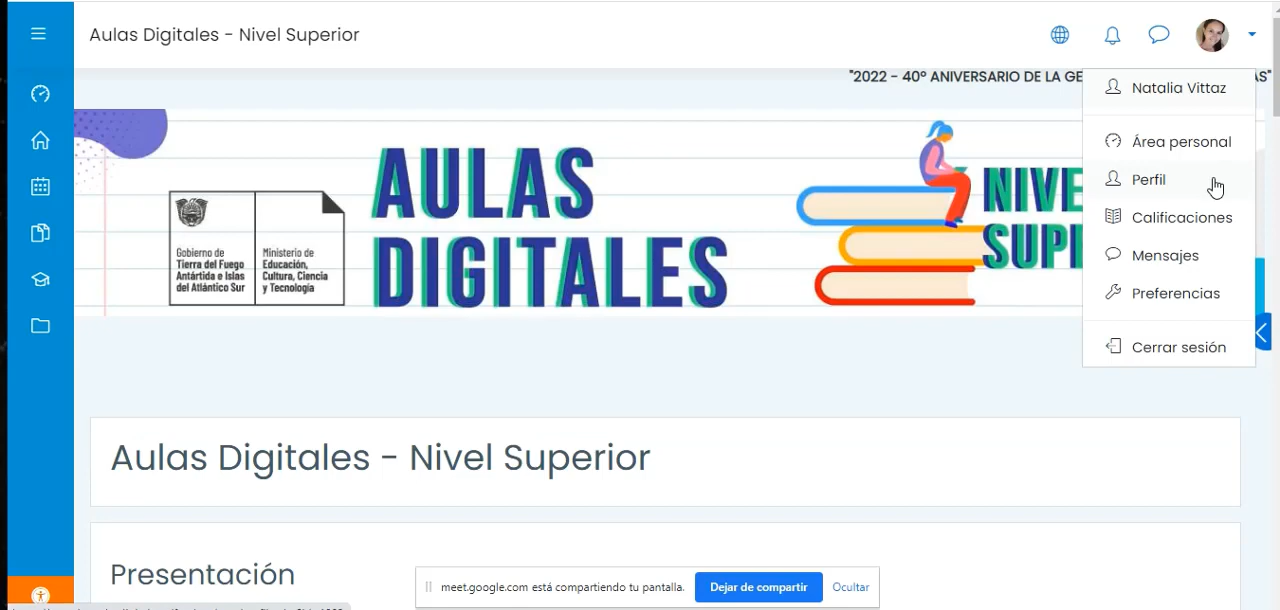 Aulas Digitales - Nivel Superior
"2022 - 40º ANIVERSARIO DE LA GE
AS"
Natalia Vittaz
Área personal
Perfil
Calificaciones
Mensajes
Preferencias
Cerrar sesión
AULAS
DIGITALES
NIVE
SUPE
Gobierno de
Tierra del Fuego
Antártida e Islas
del Atlántico Sur
Ministerio de
Educación,
Cultura, Ciencia
y Tecnología
Aulas Digitales - Nivel Superior
Presentación
meet.google.com está compartiendo tu pantalla.
Dejar de compartir
Ocultar